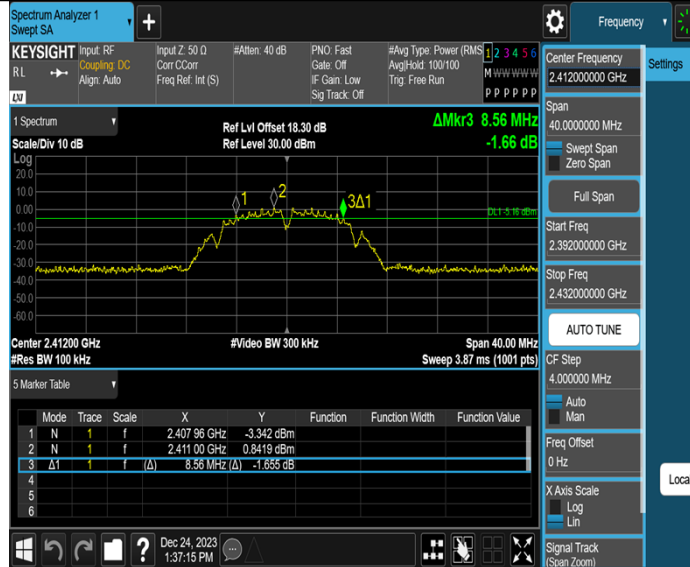 Spectrum Analyzer 1
Swept SA
+
Frequency
KEYSIGHT
RL
LXI
Input: RF
Coupling: DC
Align: Auto
Input Z: 50 Ω
Corr CCorr
Freq Ref: Int (S)
#Atten: 40 dB
PNO: Fast
Gate: Off
IF Gain: Low
Sig Track: Off
#Avg Type: Power (RMS
Avg|Hold: 100/100
Trig: Free Run
1 2 3 4 5 6
M W W W W W
P P P P P P
1 Spectrum
Scale/Div 10 dB
Ref Lvl Offset 18.30 dB
Ref Level 30.00 dBm
ΔMkr3 8.56 MHz
-1.66 dB
Log
20.0
10.0
0.00
-10.0
-20.0
-30.0
-40.0
-50.0
-60.0
1
2
3Δ1
DL1 -5.16 dBm
Center 2.41200 GHz
#Res BW 100 kHz
#Video BW 300 kHz
Span 40.00 MHz
Sweep 3.87 ms (1001 pts)
5 Marker Table
Mode Trace Scale X Y Function Function Width Function Value
1 N 1 f 2.407 96 GHz -3.342 dBm
2 N 1 f 2.411 00 GHz 0.8419 dBm
3 Δ1 1 f (Δ) 8.56 MHz (Δ) -1.655 dB
4
5
6
?
Dec 24, 2023
1:37:15 PM
Center Frequency
2.412000000 GHz
Span
40.0000000 MHz
Swept Span
Zero Span
Full Span
Start Freq
2.392000000 GHz
Stop Freq
2.432000000 GHz
AUTO TUNE
CF Step
4.000000 MHz
Auto
Man
Freq Offset
0 Hz
X Axis Scale
Log
Lin
Signal Track
(Span Zoom)
Settings
Loca